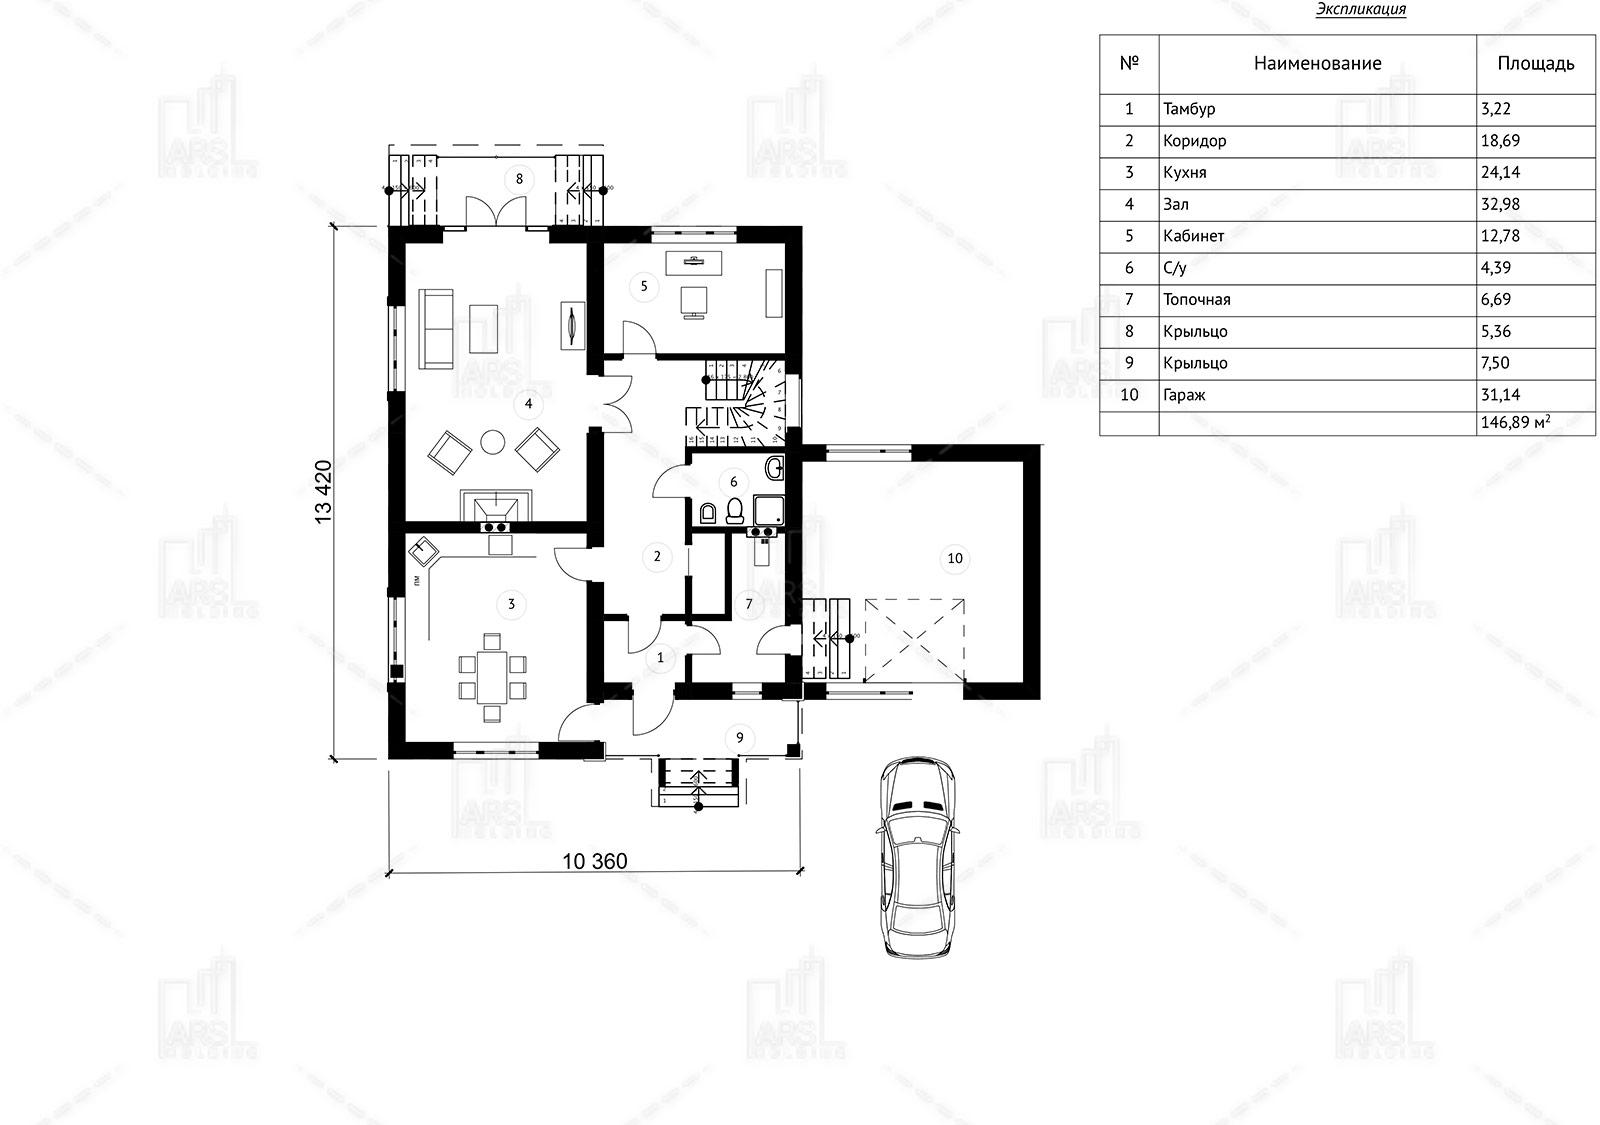 Экспликация
№ Наименование Площадь
1 Тамбур 3,22
2 Коридор 18,69
3 Кухня 24,14
4 Зал 32,98
5 Кабинет 12,78
6 С/у 4,39
7 Топочная 6,69
8 Крыльцо 5,36
9 Крыльцо 7,50
10 Гараж 31,14
146,89 м²
8
5
4
6
2
10
3
7
1
9
ПМ
13 420
10 360
ARS
HOLDING